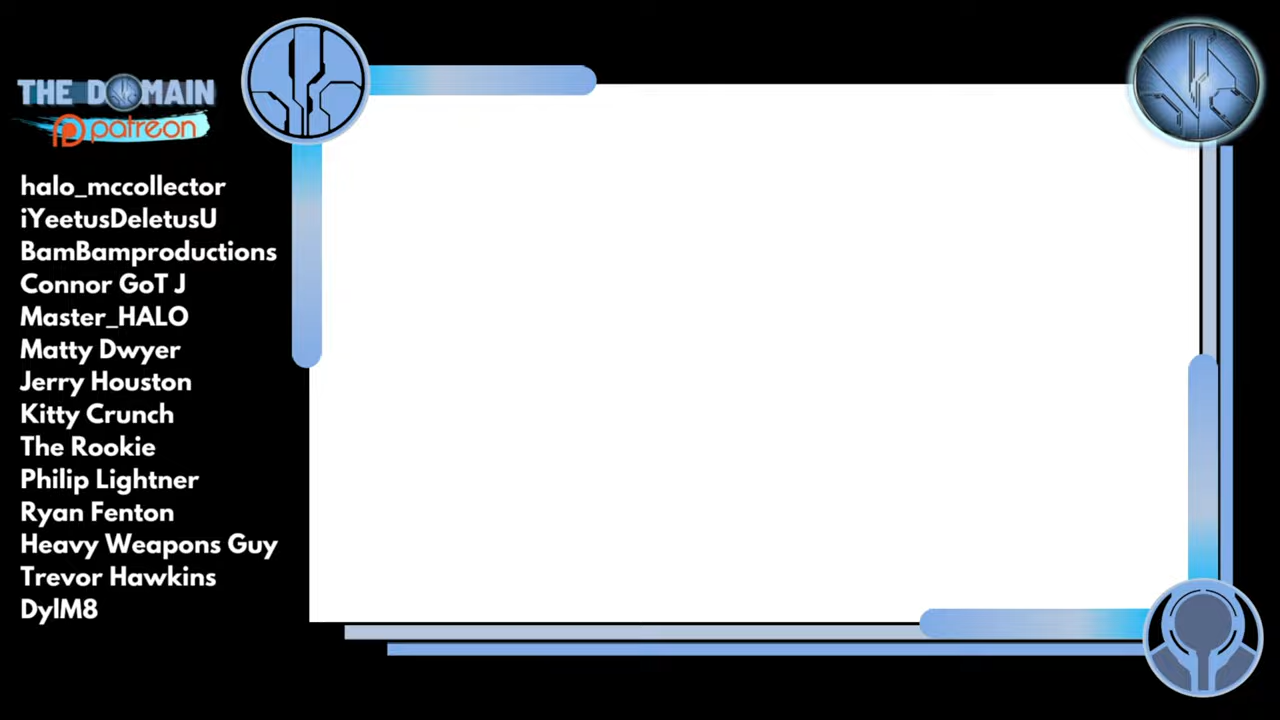 THE DOMAIN
patreon
halo_mccollector
iYeetusDeletusU
BamBamproductions
Connor GoT J
Master_HALO
Matty Dwyer
Jerry Houston
Kitty Crunch
The Rookie
Philip Lightner
Ryan Fenton
Heavy Weapons Guy
Trevor Hawkins
DylM8